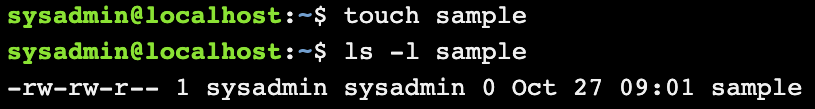 sysadmin@localhost:~$ touch sample
sysadmin@localhost:~$ ls -l sample
-rw-rw-r-- 1 sysadmin sysadmin 0 Oct 27 09:01 sample